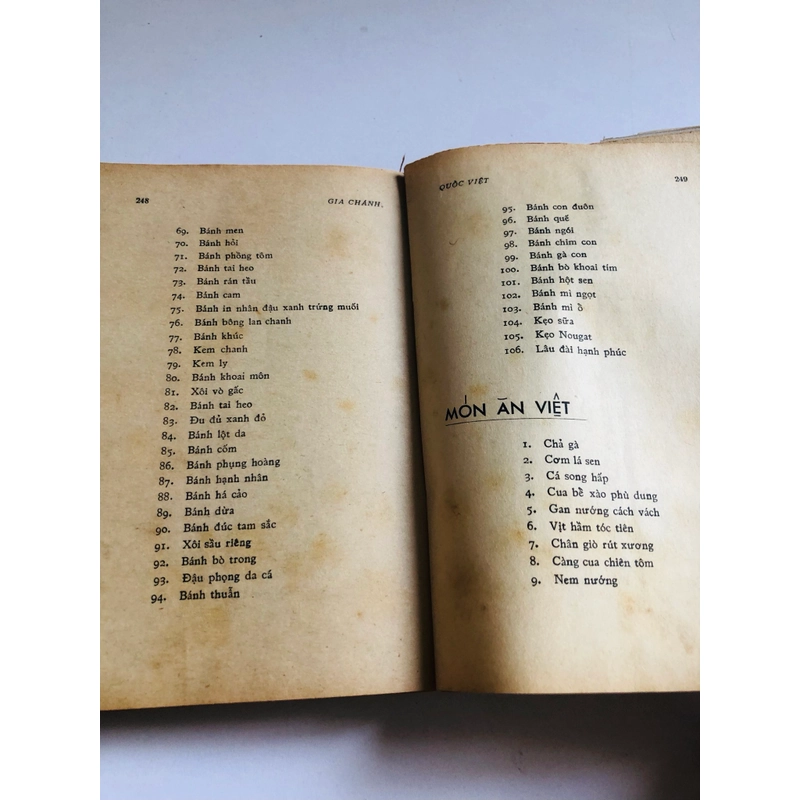 248
GIA CHANH
69. Bánh men
70. Bánh hỏi
71. Bánh phồng tôm
72. Bánh tai heo
73. Bánh rán tàu
74. Bánh cam
75. Bánh in nhân đậu xanh trứng muối
76. Bánh bông lan chanh
77. Bánh khúc
78. Kem chanh
79. Kem ly
80. Bánh khoai môn
81. Xôi vò gấc
82. Bánh tai heo
83. Đu đủ xanh đỏ
84. Bánh lột da
85. Bánh cốm
86. Bánh phụng hoàng
87. Bánh hạnh nhân
88. Bánh há cảo
89. Bánh dừa
90. Bánh đúc tam sắc
91. Xôi sầu riêng
92. Bánh bò trong
93. Đậu phọng da cá
94. Bánh thuẫn
QUỐC VIỆT
249
95. Bánh con đuôn
96. Bánh quế
97. Bánh ngói
98. Bánh chim con
99. Bánh gà con
100. Bánh bò khoai tím
101. Bánh hột sen
102. Bánh mì ngọt
103. Bánh mì ổ
104. Kẹo sữa
105. Kẹo Nougat
106. Lâu đài hạnh phúc
MÓN ĂN VIỆT
1. Chả gà
2. Cơm lá sen
3. Cá song hấp
4. Cua bể xào phù dung
5. Gan nướng cách vách
6. Vịt hầm tóc tiên
7. Chân giò rút xương
8. Càng cua chiên tôm
9. Nem nướng